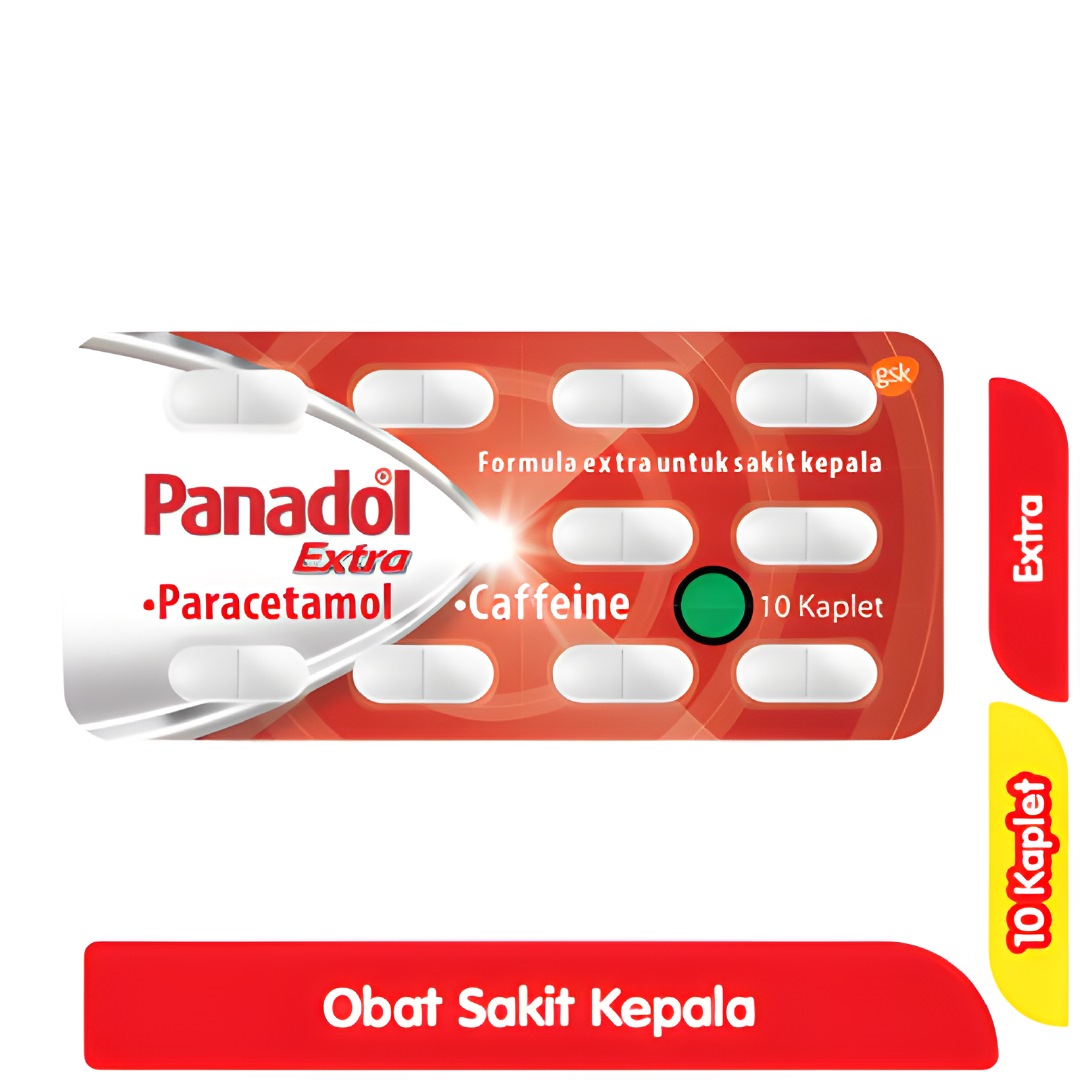 gsk
Formula extra untuk sakit kepala
Panadol
Extra
•Paracetamol •Caffeine 10 Kaplet
Extra
10 Kaplet
Obat Sakit Kepala